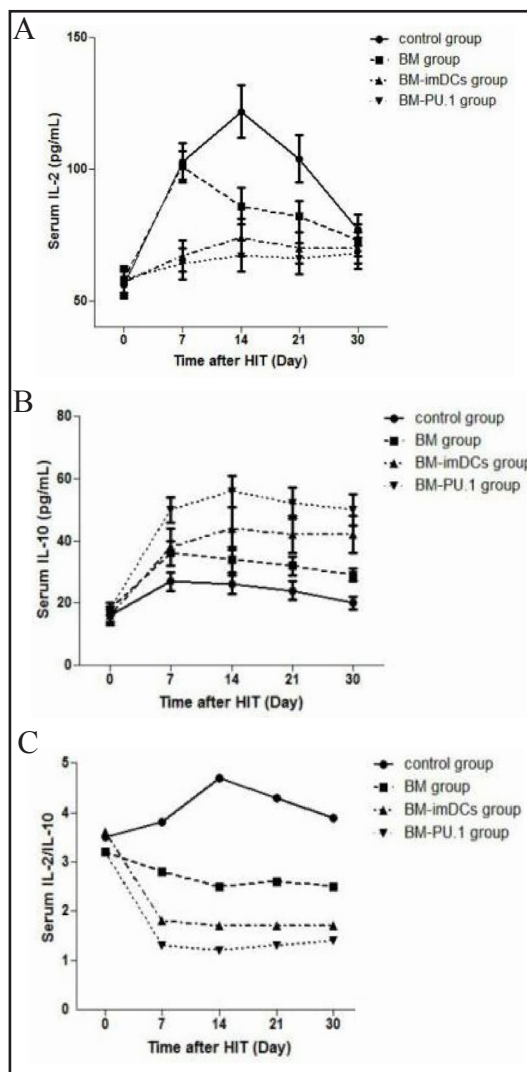 A
150
100
50
Serum IL-2 (pg/mL)
0 7 14 21 30
Time after HIT (Day)
control group
BM group
BM-imDCs group
BM-PU.1 group
B
80
60
40
20
0
Serum IL-10 (pg/mL)
0 7 14 21 30
Time after HIT (Day)
control group
BM group
BM-imDCs group
BM-PU.1 group
C
5
4
3
2
1
0
Serum IL-2/IL-10
0 7 14 21 30
Time after HIT (Day)
control group
BM group
BM-imDCs group
BM-PU.1 group